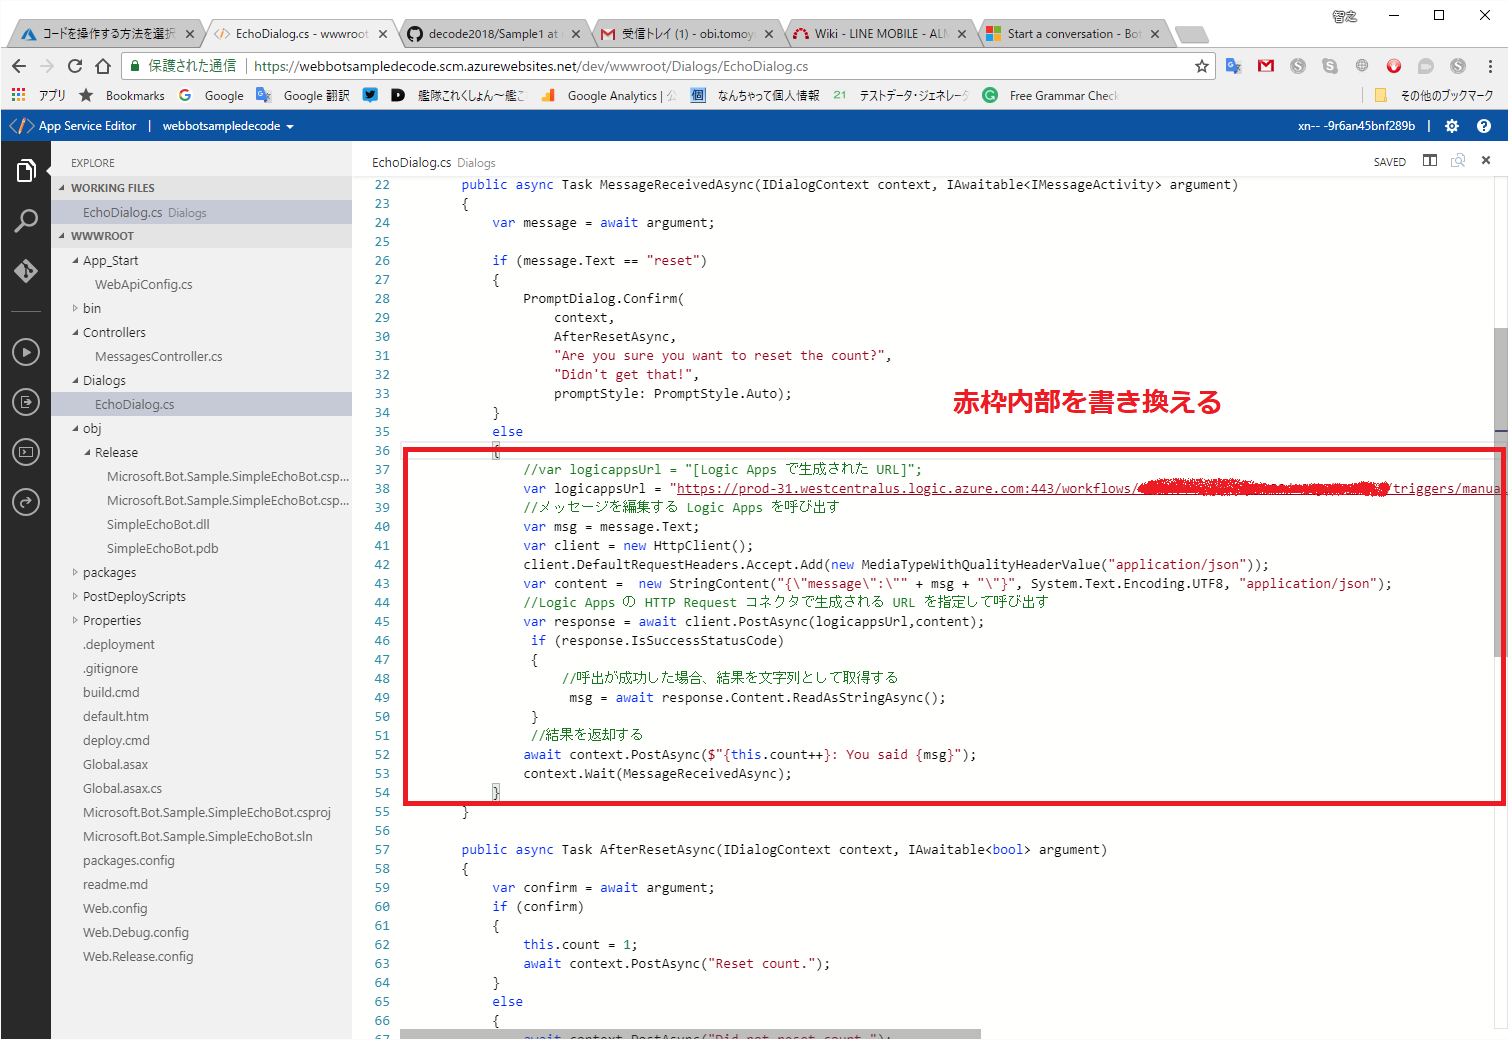 智之
コードを操作する方法を選択
EchoDialog.cs - wwwroot
decode2018/Sample1 at
受信トレイ (1) - obi.tomoy
Wiki - LINE MOBILE - ALM
Start a conversation - Bot
保護された通信
https://webbotsampledecode.scm.azurewebsites.net/dev/wwwroot/Dialogs/EchoDialog.cs
アプリ
Bookmarks
Google
Google 翻訳
艦隊これくしょん～艦こ
Google Analytics | 公
個
なんちゃって個人情報
21
テストデータ・ジェネレータ
Free Grammar Check
その他のブックマーク
App Service Editor | webbotsampledecode
xn-- -9r6an45bnf289b
EXPLORE
WORKING FILES
EchoDialog.cs Dialogs
WWWROOT
App_Start
WebApiConfig.cs
bin
Controllers
MessagesController.cs
Dialogs
EchoDialog.cs
obj
Release
Microsoft.Bot.Sample.SimpleEchoBot.csp...
Microsoft.Bot.Sample.SimpleEchoBot.csp...
SimpleEchoBot.dll
SimpleEchoBot.pdb
packages
PostDeployScripts
Properties
.deployment
.gitignore
build.cmd
default.htm
deploy.cmd
Global.asax
Global.asax.cs
Microsoft.Bot.Sample.SimpleEchoBot.csproj
Microsoft.Bot.Sample.SimpleEchoBot.sln
packages.config
readme.md
Web.config
Web.Debug.config
Web.Release.config
EchoDialog.cs Dialogs
SAVED
22 public async Task MessageReceivedAsync(IDialogContext context, IAwaitable<IMessageActivity> argument)
23 {
24 var message = await argument;
25
26 if (message.Text == "reset")
27 {
28 PromptDialog.Confirm(
29 context,
30 AfterResetAsync,
31 "Are you sure you want to reset the count?",
32 "Didn't get that!",
33 promptStyle: PromptStyle.Auto);
赤枠内部を書き換える
34 }
35 else
36 {
37 //var logicappsUrl = "[Logic Apps で生成された URL]";
38 var logicappsUrl = "https://prod-31.westcentralus.logic.azure.com:443/workflows/ /triggers/manual
39 //メッセージを編集する Logic Apps を呼び出す
40 var msg = message.Text;
41 var client = new HttpClient();
42 client.DefaultRequestHeaders.Accept.Add(new MediaTypeWithQualityHeaderValue("application/json"));
43 var content =  new StringContent("{\"message\":\"" + msg + "\"}", System.Text.Encoding.UTF8, "application/json");
44 //Logic Apps の HTTP Request コネクタで生成される URL を指定して呼び出す
45 var response = await client.PostAsync(logicappsUrl,content);
46 if (response.IsSuccessStatusCode)
47 {
48 //呼出が成功した場合、結果を文字列として取得する
49 msg = await response.Content.ReadAsStringAsync();
50 }
51 //結果を返却する
52 await context.PostAsync($"{this.count++}: You said {msg}");
53 context.Wait(MessageReceivedAsync);
54 }
55 }
56
57 public async Task AfterResetAsync(IDialogContext context, IAwaitable<bool> argument)
58 {
59 var confirm = await argument;
60 if (confirm)
61 {
62 this.count = 1;
63 await context.PostAsync("Reset count.");
64 }
65 else
66 {
67 await context.PostAsync("Did not reset count.");